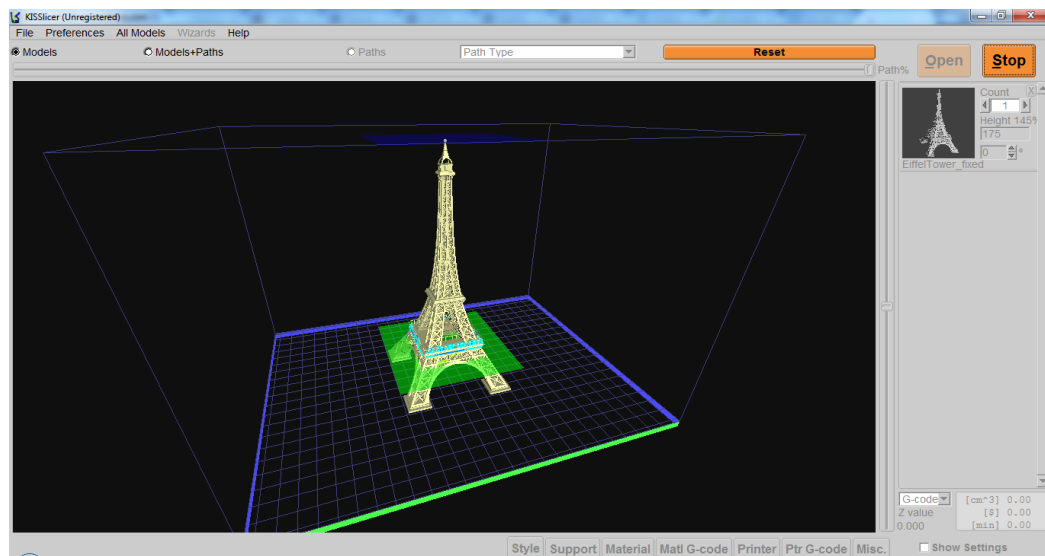 KISSlicer (Unregistered)
File Preferences All Models Wizards Help
Models Models+Paths Paths Path Type Reset
Path% Open Stop
Count X
1
Height 145%
175
0 °
EiffelTower_fixed
G-code [cm^3] 0.00
Z value [$] 0.00
0.000 [min] 0.00
Style Support Material Matl G-code Printer Ptr G-code Misc. Show Settings